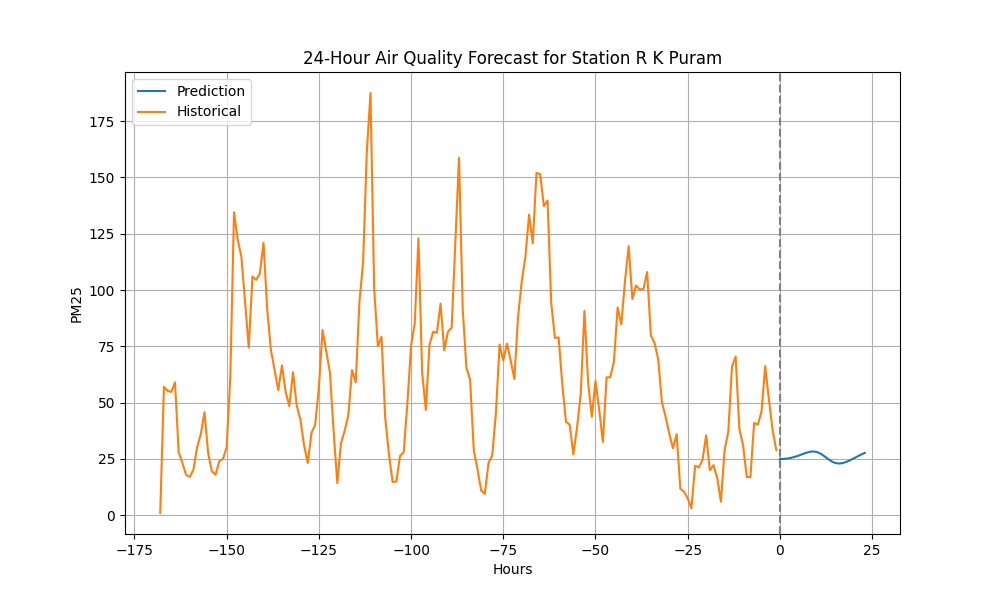 24-Hour Air Quality Forecast for Station R K Puram
Prediction
Historical
175
150
125
100
75
50
25
0
PM25
−175 −150 −125 −100 −75 −50 −25 0 25
Hours